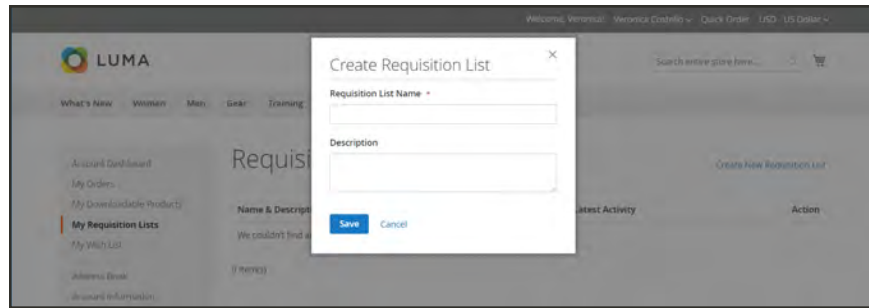 Welcome, Veronica! Veronica Costello Quick Order USD - US Dollar
LUMA
Search entire store here...
What's New Women Men Gear Training
Create Requisition List
Requisition List Name *
Description
Save Cancel
Account Dashboard
My Orders
My Downloadable Products
My Requisition Lists
My Wish List
Address Book
Account Information
Requisi
Create New Requisition List
Name & Descripti
Latest Activity
Action
We couldn't find a
0 item(s)